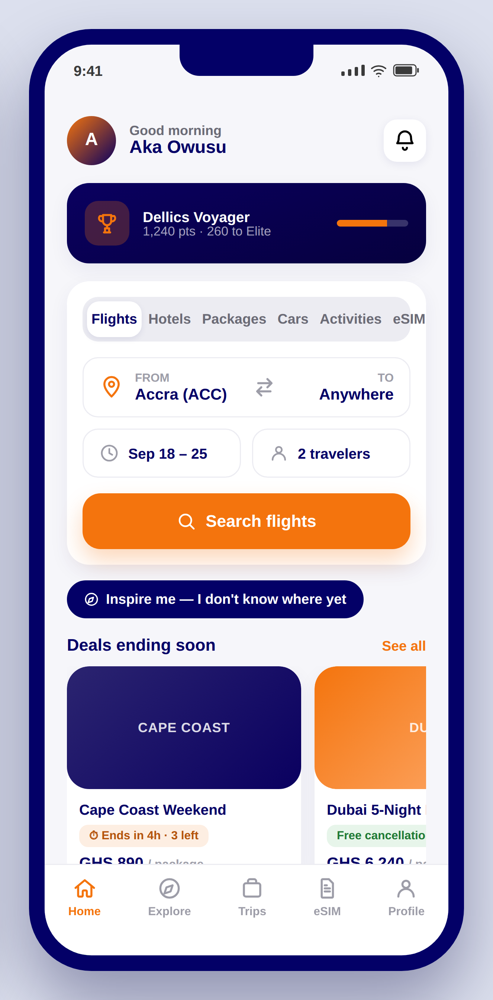 9:41
A
Good morning
Aka Owusu
Dellics Voyager
1,240 pts · 260 to Elite
Flights Hotels Packages Cars Activities eSIM
FROM
Accra (ACC)
TO
Anywhere
Sep 18 – 25
2 travelers
Search flights
Inspire me — I don't know where yet
Deals ending soon
See all
CAPE COAST
DU
Cape Coast Weekend
⏱ Ends in 4h · 3 left
GHS 890 / package
Dubai 5-Night
Free cancellatio
GHS 6,240 / pa
Home
Explore
Trips
eSIM
Profile